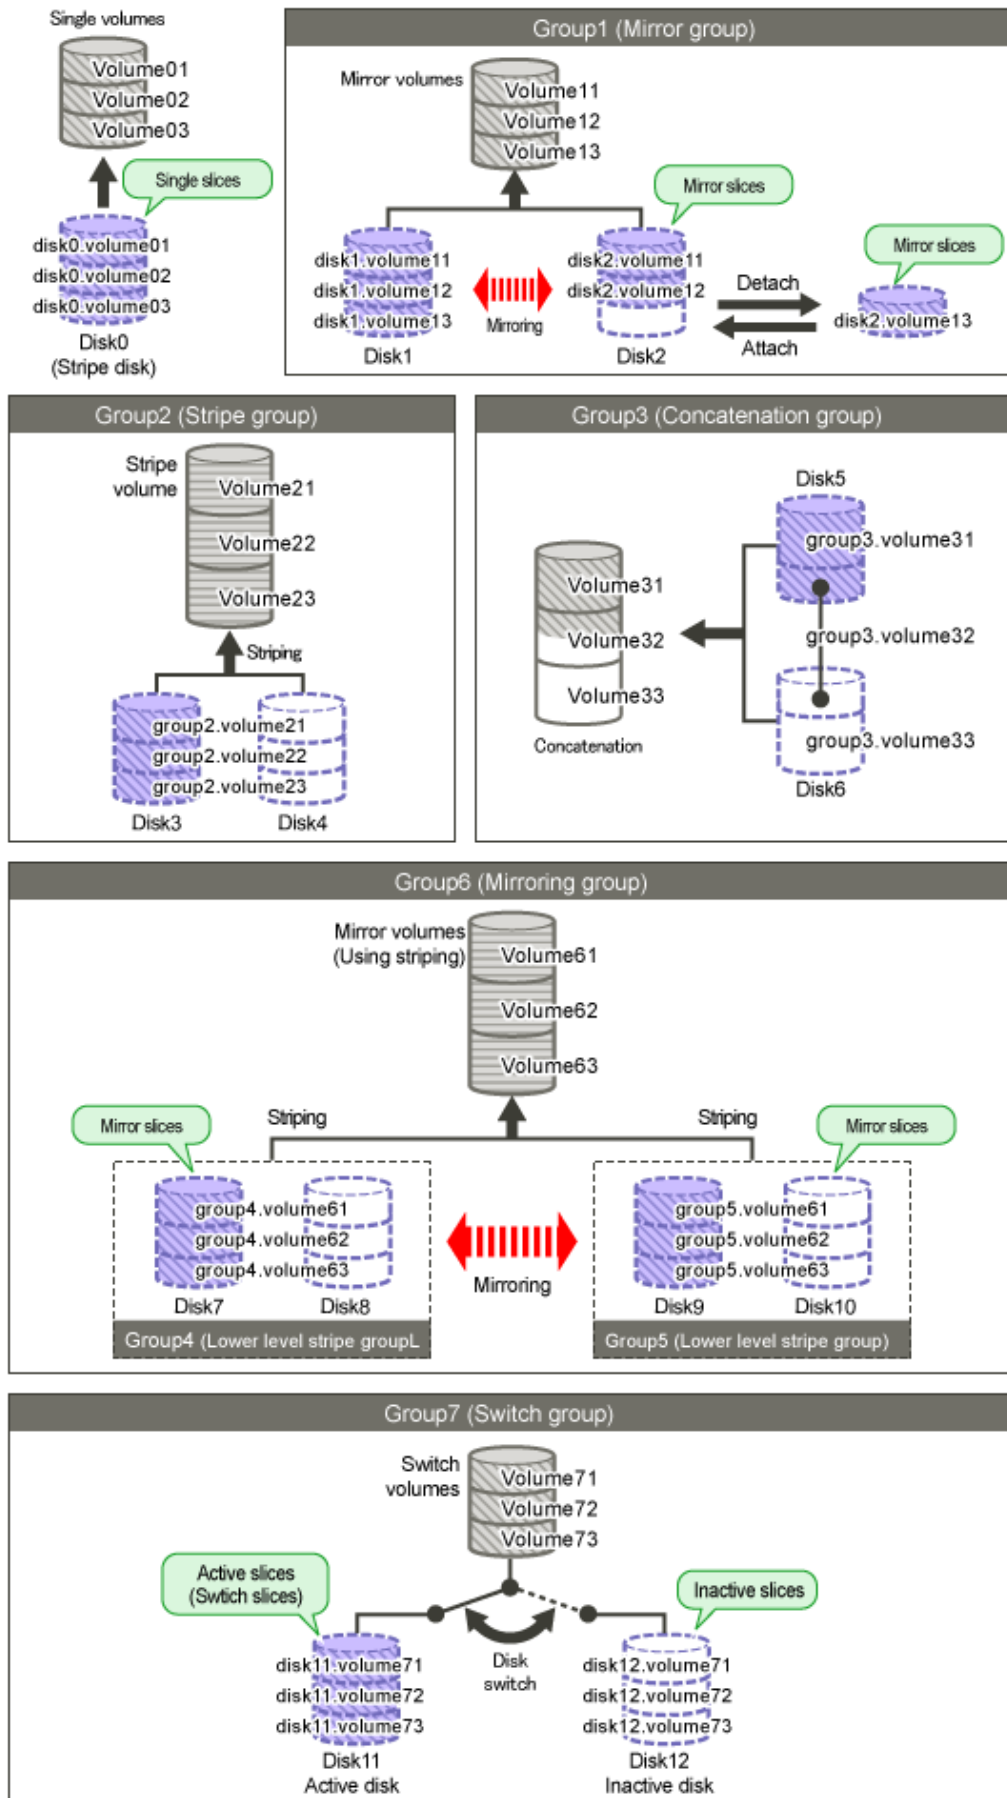 Single volumes
Volume01
Volume02
Volume03
Single slices
disk0.volume01
disk0.volume02
disk0.volume03
Disk0
(Stripe disk)
Group1 (Mirror group)
Mirror volumes
Volume11
Volume12
Volume13
Mirror slices
disk1.volume11
disk1.volume12
disk1.volume13
Disk1
Mirroring
disk2.volume11
disk2.volume12
Disk2
Detach
Attach
Mirror slices
disk2.volume13
Group2 (Stripe group)
Stripe
volume
Volume21
Volume22
Volume23
Striping
group2.volume21
group2.volume22
group2.volume23
Disk3
Disk4
Group3 (Concatenation group)
Disk5
group3.volume31
Volume31
Volume32
Volume33
Concatenation
group3.volume32
group3.volume33
Disk6
Group6 (Mirroring group)
Mirror volumes
(Using striping)
Volume61
Volume62
Volume63
Striping
Striping
Mirror slices
Mirror slices
group4.volume61
group4.volume62
group4.volume63
Disk7
Disk8
Group4 (Lower level stripe groupL
Mirroring
group5.volume61
group5.volume62
group5.volume63
Disk9
Disk10
Group5 (Lower level stripe group)
Group7 (Switch group)
Switch
volumes
Volume71
Volume72
Volume73
Active slices
(Swtich slices)
Inactive slices
disk11.volume71
disk11.volume72
disk11.volume73
Disk11
Active disk
Disk
switch
disk12.volume71
disk12.volume72
disk12.volume73
Disk12
Inactive disk